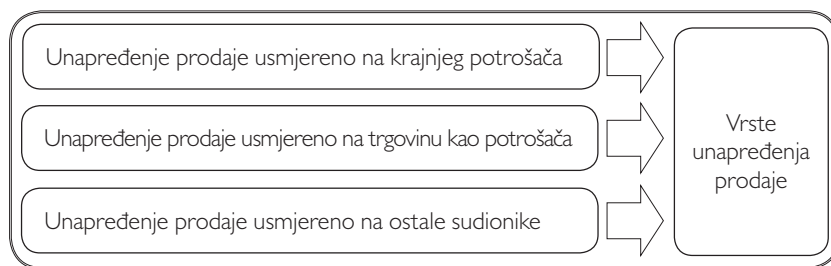 Unapređenje prodaje usmjereno na krajnjeg potrošača
Unapređenje prodaje usmjereno na trgovinu kao potrošača
Unapređenje prodaje usmjereno na ostale sudionike
Vrste
unapređenja
prodaje